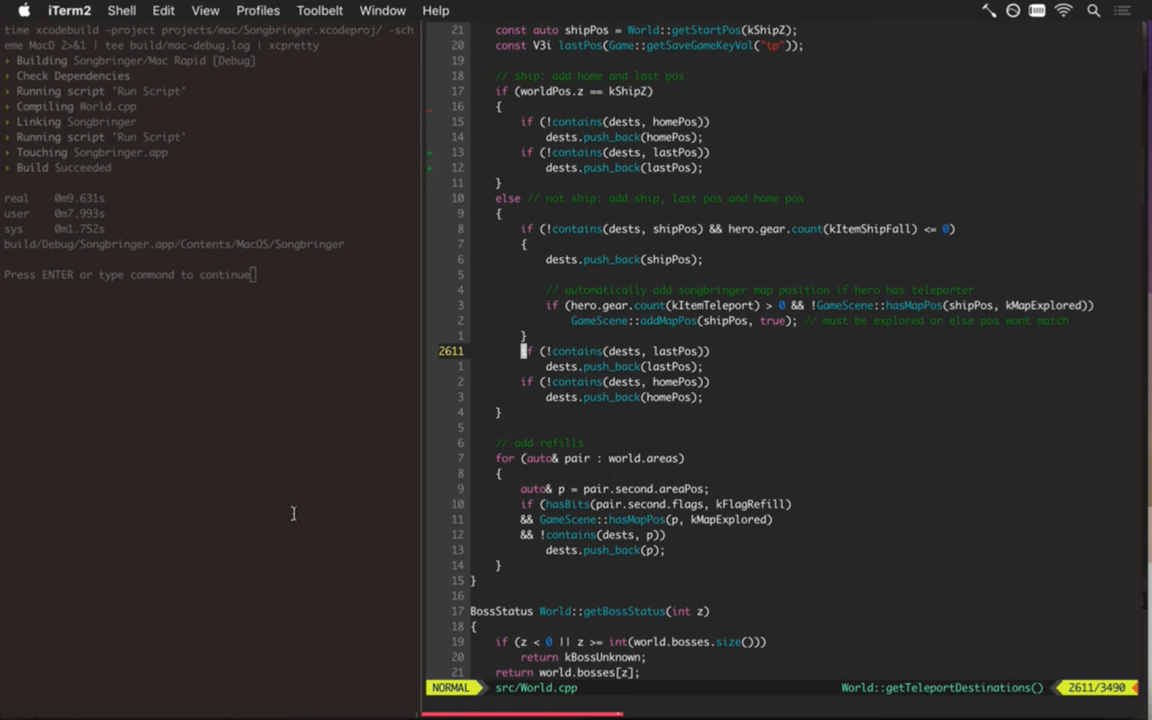 iTerm2 Shell Edit View Profiles Toolbelt Window Help
time xcodebuild -project projects/mac/Songbringer.xcodeproj/ -sch
eme MacD 2>&1 | tee build/mac-debug.log | xcpretty
› Building Songbringer/Mac Rapid [Debug]
› Check Dependencies
› Running script 'Run Script'
› Compiling World.cpp
› Linking Songbringer
› Running script 'Run Script'
› Touching Songbringer.app
› Build Succeeded
real 0m9.631s
user 0m7.993s
sys 0m1.752s
build/Debug/Songbringer.app/Contents/MacOS/Songbringer
Press ENTER or type command to continue
21 const auto shipPos = World::getStartPos(kShipZ);
20 const V3i lastPos(Game::getSaveGameKeyVal("tp"));
19
18 // ship: add home and last pos
17 if (worldPos.z == kShipZ)
16 {
15 if (!contains(dests, homePos))
14 dests.push_back(homePos);
+ 13 if (!contains(dests, lastPos))
+ 12 dests.push_back(lastPos);
11 }
10 else // not ship: add ship, last pos and home pos
9 {
8 if (!contains(dests, shipPos) && hero.gear.count(kItemShipFall) <= 0)
7 {
6 dests.push_back(shipPos);
5
4 // automatically add songbringer map position if hero has teleporter
3 if (hero.gear.count(kItemTeleport) > 0 && !GameScene::hasMapPos(shipPos, kMapExplored))
2 GameScene::addMapPos(shipPos, true); // must be explored or else pos wont match
1 }
2611 if (!contains(dests, lastPos))
1 dests.push_back(lastPos);
2 if (!contains(dests, homePos))
3 dests.push_back(homePos);
4 }
5
6 // add refills
7 for (auto& pair : world.areas)
8 {
9 auto& p = pair.second.areaPos;
10 if (hasBits(pair.second.flags, kFlagRefill)
11 && GameScene::hasMapPos(p, kMapExplored)
12 && !contains(dests, p))
13 dests.push_back(p);
14 }
15 }
16
17 BossStatus World::getBossStatus(int z)
18 {
19 if (z < 0 || z >= int(world.bosses.size()))
20 return kBossUnknown;
21 return world.bosses[z];
NORMAL src/World.cpp World::getTeleportDestinations() 2611/3490